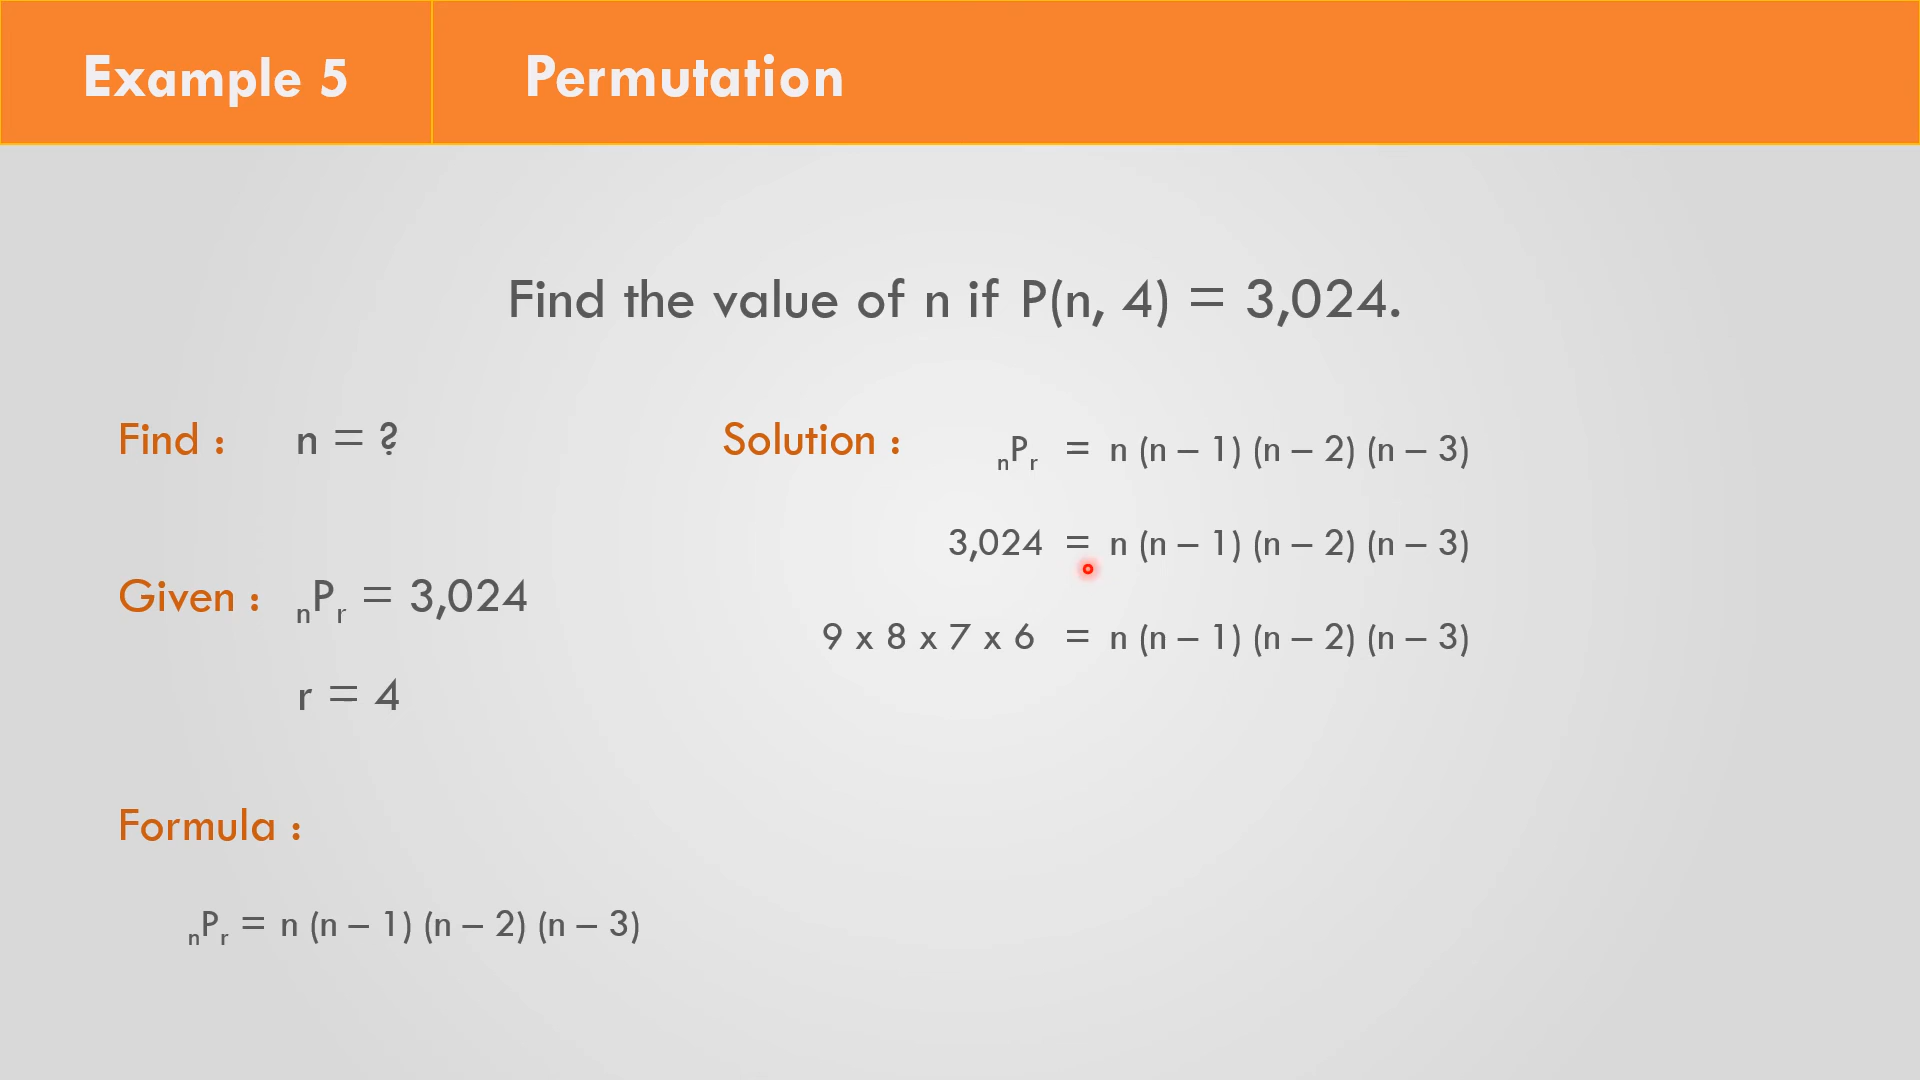 Example 5
Permutation
Find the value of n if P(n, 4) = 3,024.
Find : n = ?
Given : ₙPᵣ = 3,024
r = 4
Formula :
ₙPᵣ = n (n – 1) (n – 2) (n – 3)
Solution : ₙPᵣ = n (n – 1) (n – 2) (n – 3)
3,024 = n (n – 1) (n – 2) (n – 3)
9 x 8 x 7 x 6 = n (n – 1) (n – 2) (n – 3)